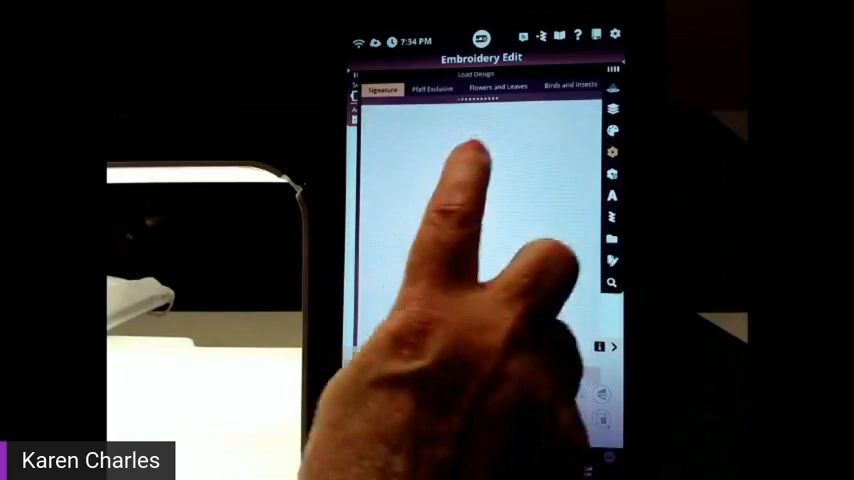 7:34 PM
Embroidery Edit
Load Design
Signature Pfaff Exclusive Flowers and Leaves Birds and Insects
A
Karen Charles